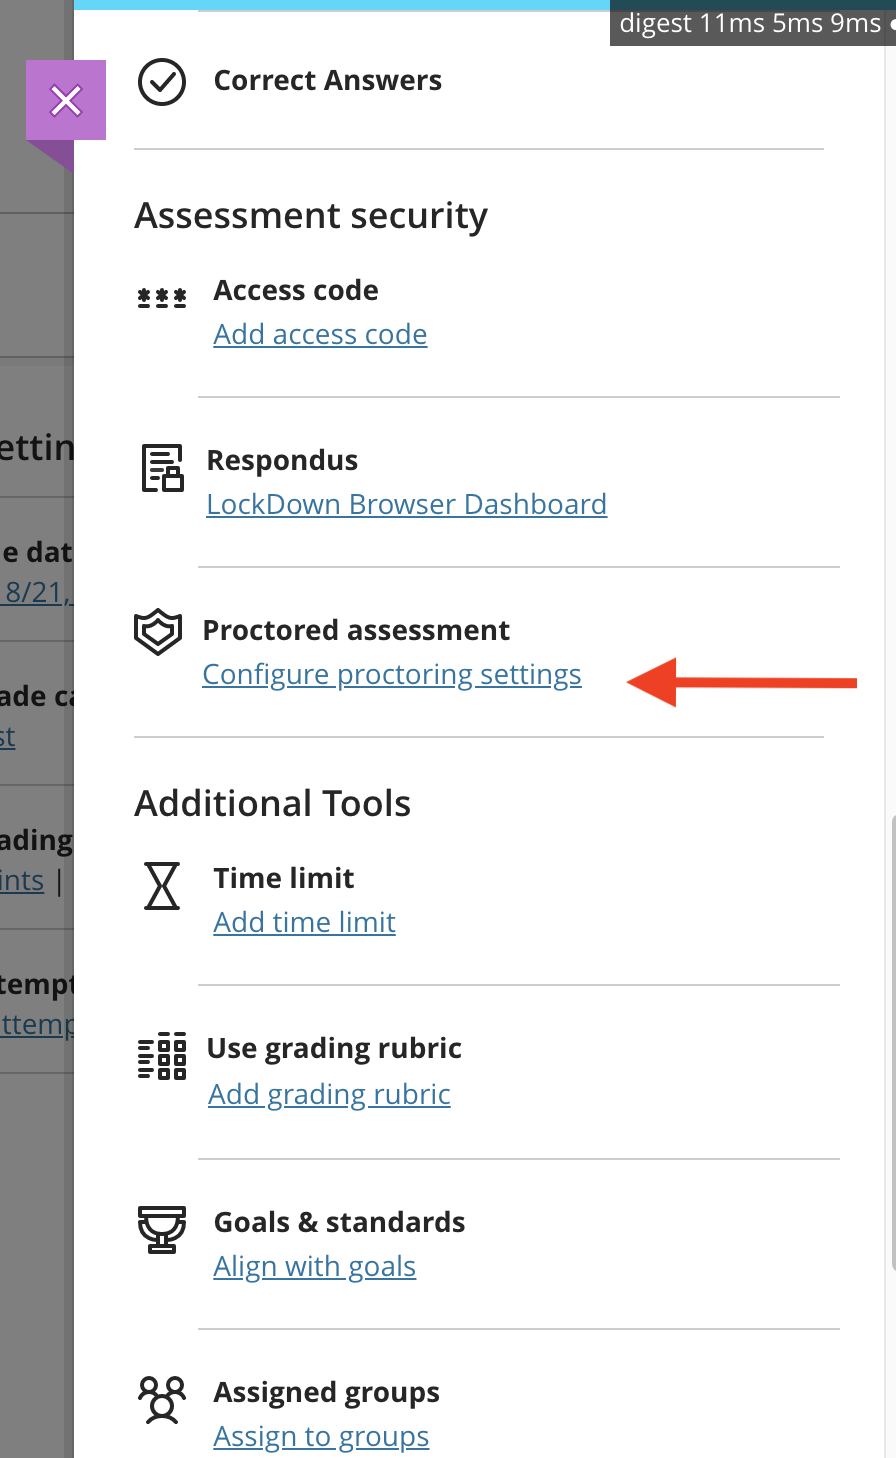 digest 11ms 5ms 9ms
Correct Answers
Assessment security
Access code
Add access code
Respondus
LockDown Browser Dashboard
Proctored assessment
Configure proctoring settings
Additional Tools
Time limit
Add time limit
Use grading rubric
Add grading rubric
Goals & standards
Align with goals
Assigned groups
Assign to groups
ettin
e dat
8/21,
ade ca
st
ading
ints |
tempt
ttemp